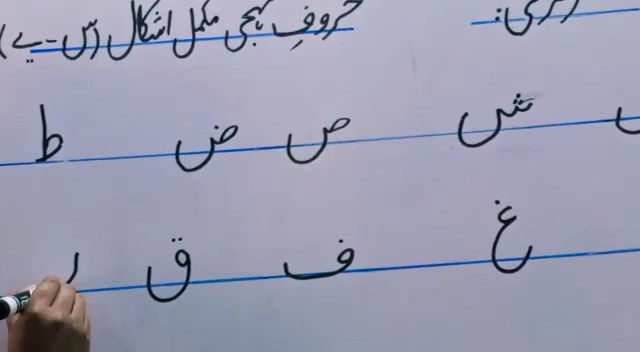 حروفِ تہجی مکمل اشکال (س - ے)
ش ص ض ط
غ ف ق